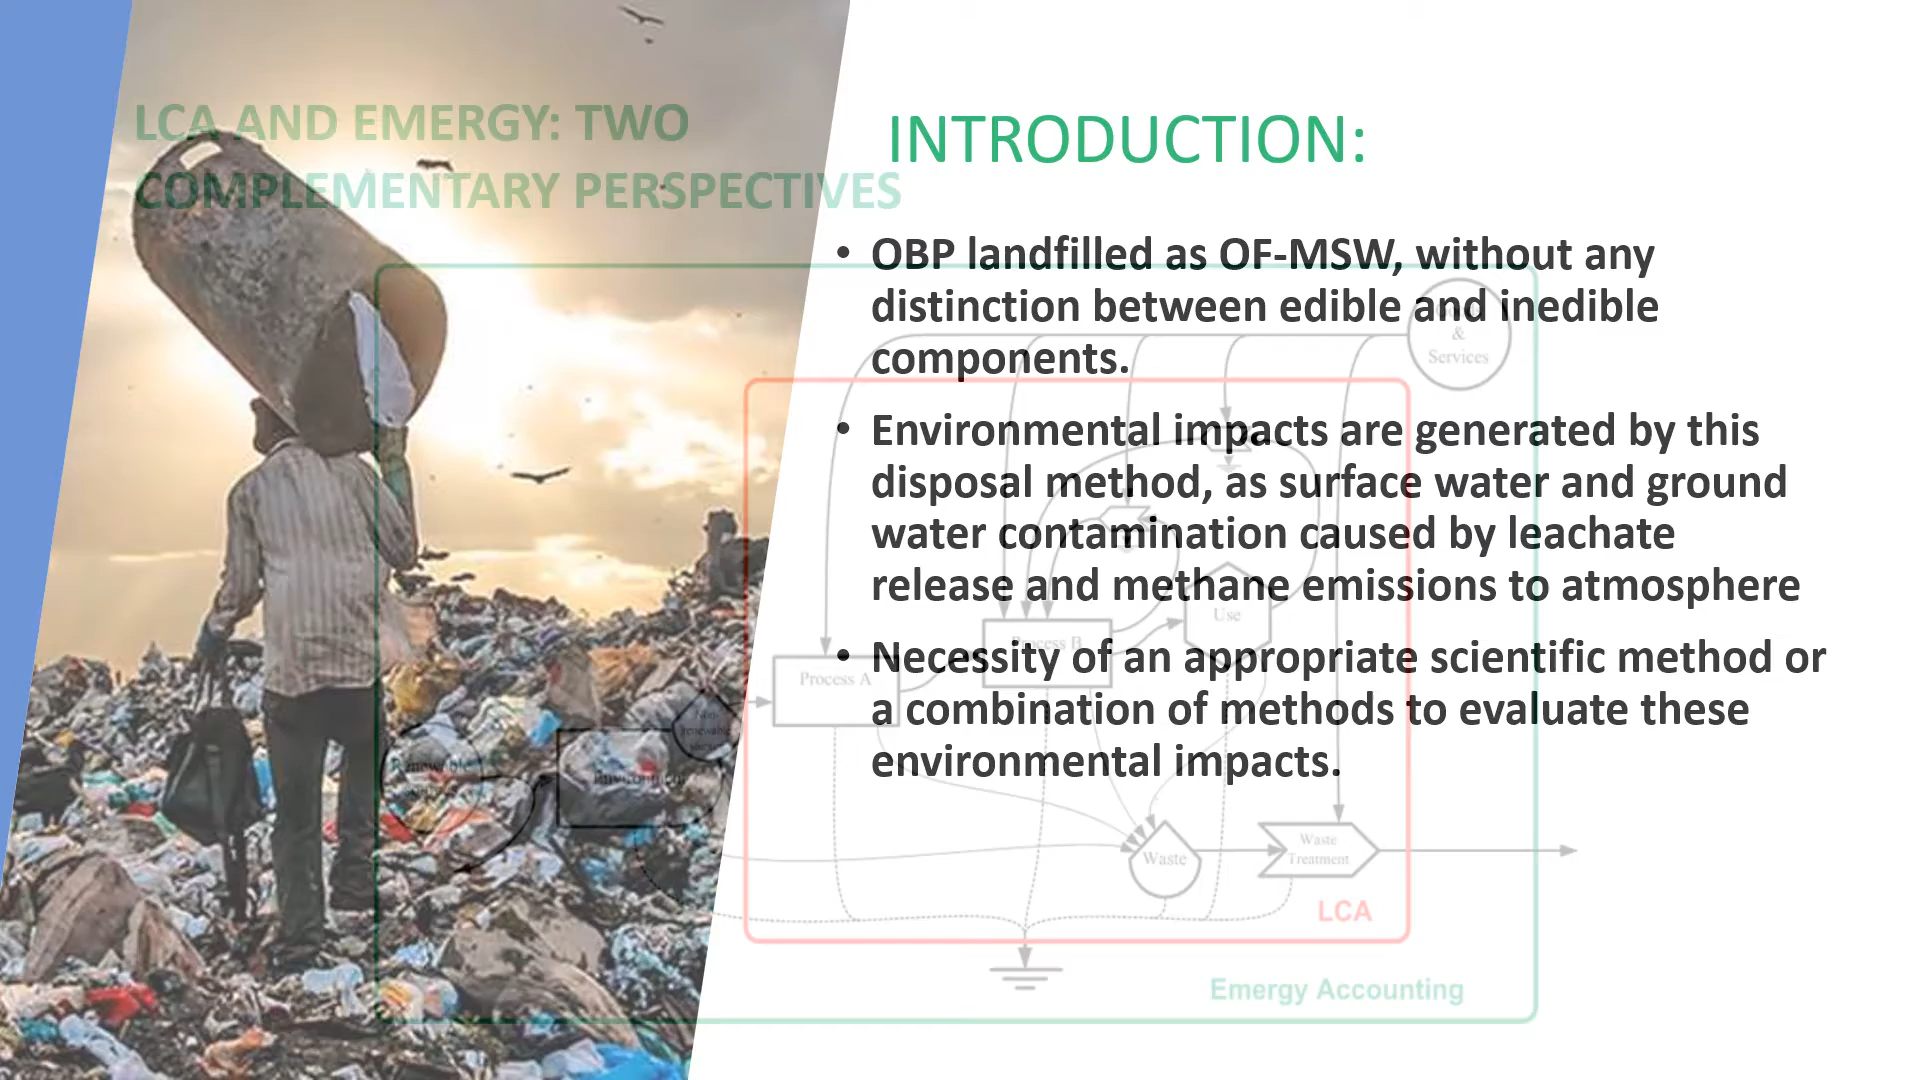 LCA AND EMERGY: TWO
COMPLEMENTARY PERSPECTIVES
INTRODUCTION:
• OBP landfilled as OF-MSW, without any
distinction between edible and inedible
components.
• Environmental impacts are generated by this
disposal method, as surface water and ground
water contamination caused by leachate
release and methane emissions to atmosphere
• Necessity of an appropriate scientific method or
a combination of methods to evaluate these
environmental impacts.
&
Services
Use
Process B
Process A
Renewable
Environment
Waste
Waste
Treatment
LCA
Emergy Accounting